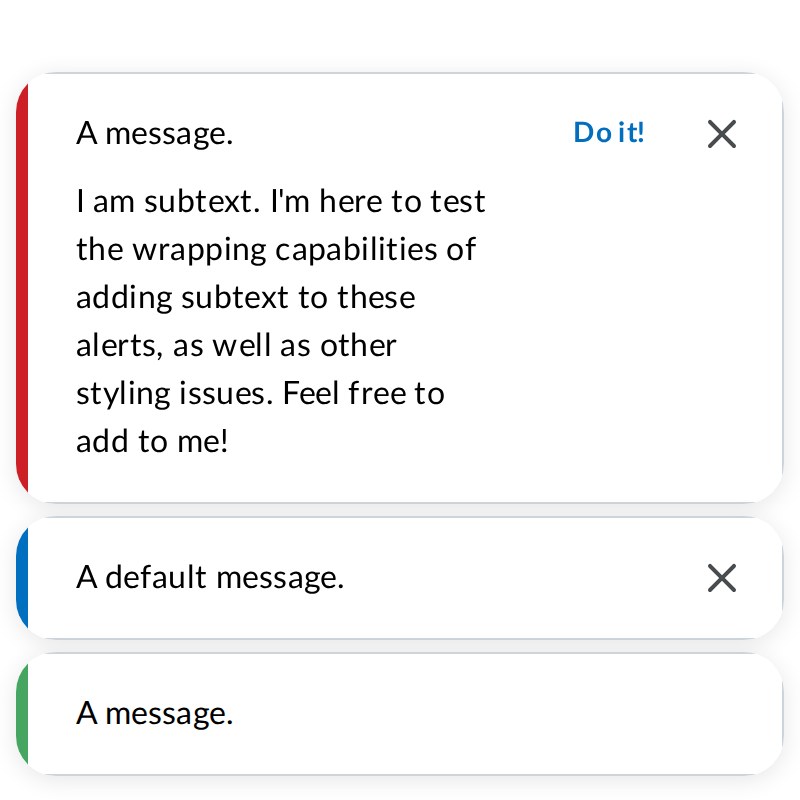 A message.
Do it!
I am subtext. I'm here to test
the wrapping capabilities of
adding subtext to these
alerts, as well as other
styling issues. Feel free to
add to me!
A default message.
A message.